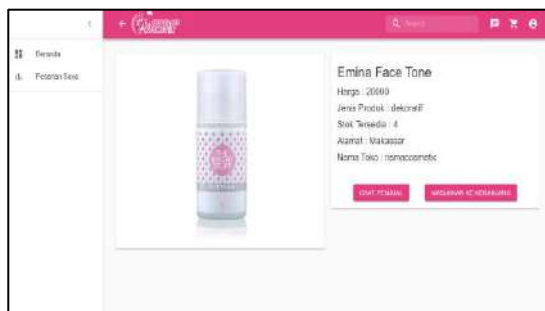 Search
Beranda
Pesanan Saya
Emina Face Tone
Harga : 20000
Jenis Produk : dekoratif
Stok Tersedia : 4
Alamat : Makassar
Nama Toko : rismacosmetic
CHAT PENJUAL
MASUKKAN KE KERANJANG